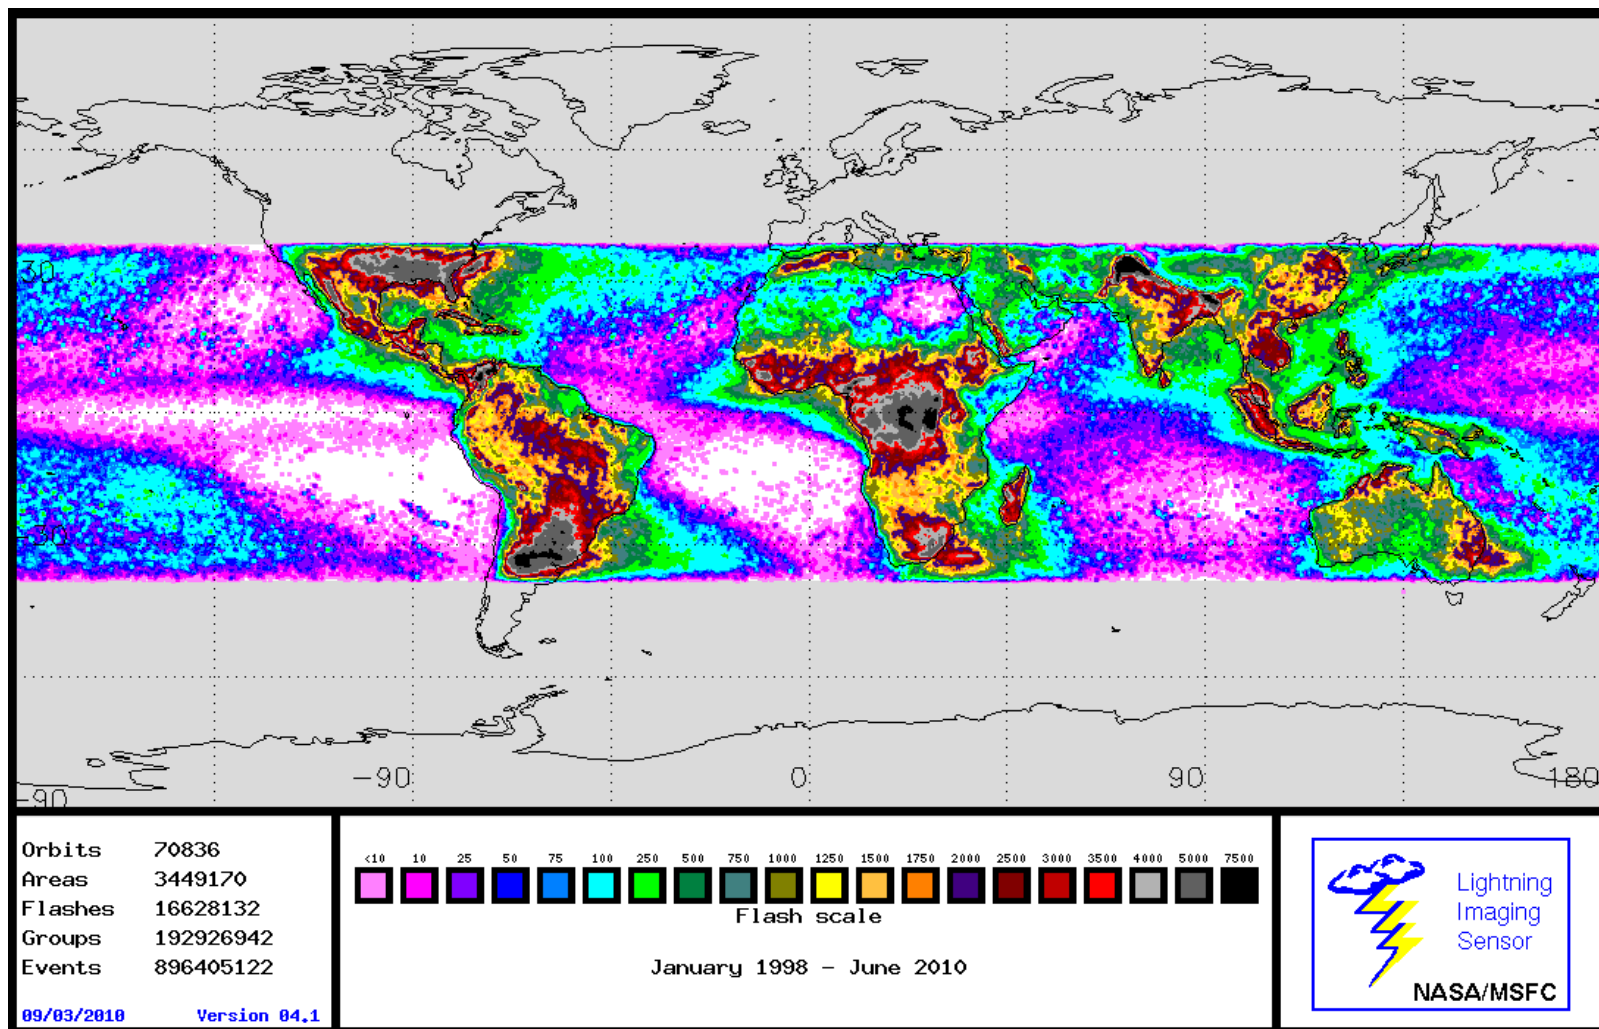 30
-30
-90
0
90
180
-90
Orbits 70836
Areas 3449170
Flashes 16628132
Groups 192926942
Events 896405122
09/03/2010 Version 04.1
<10 10 25 50 75 100 250 500 750 1000 1250 1500 1750 2000 2500 3000 3500 4000 5000 7500
Flash scale
January 1998 - June 2010
Lightning
Imaging
Sensor
NASA/MSFC